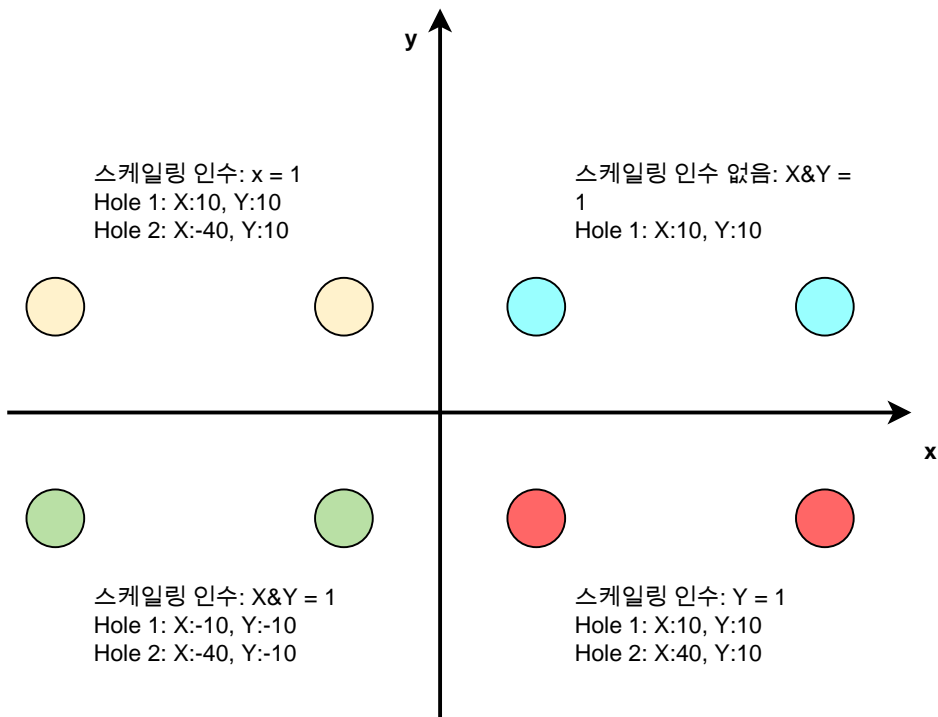 y
스케일링 인수: x = 1
Hole 1: X:10, Y:10
Hole 2: X:-40, Y:10
스케일링 인수 없음: X&Y =
1
Hole 1: X:10, Y:10
x
스케일링 인수: X&Y = 1
Hole 1: X:-10, Y:-10
Hole 2: X:-40, Y:-10
스케일링 인수: Y = 1
Hole 1: X:10, Y:10
Hole 2: X:40, Y:10